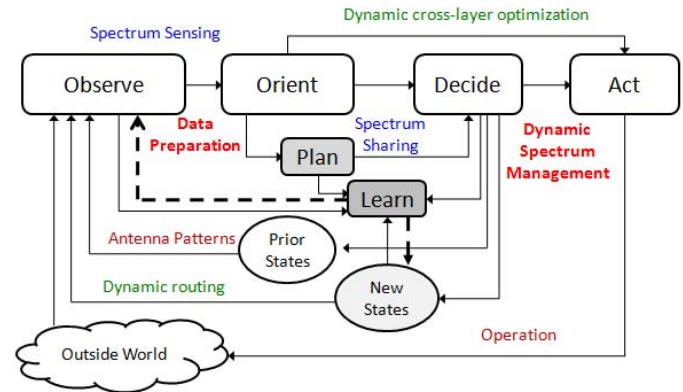 Dynamic cross-layer optimization
Spectrum Sensing
Observe
Orient
Decide
Act
Data
Preparation
Spectrum
Sharing
Dynamic
Spectrum
Management
Plan
Learn
Antenna Patterns
Prior
States
Dynamic routing
New
States
Operation
Outside World